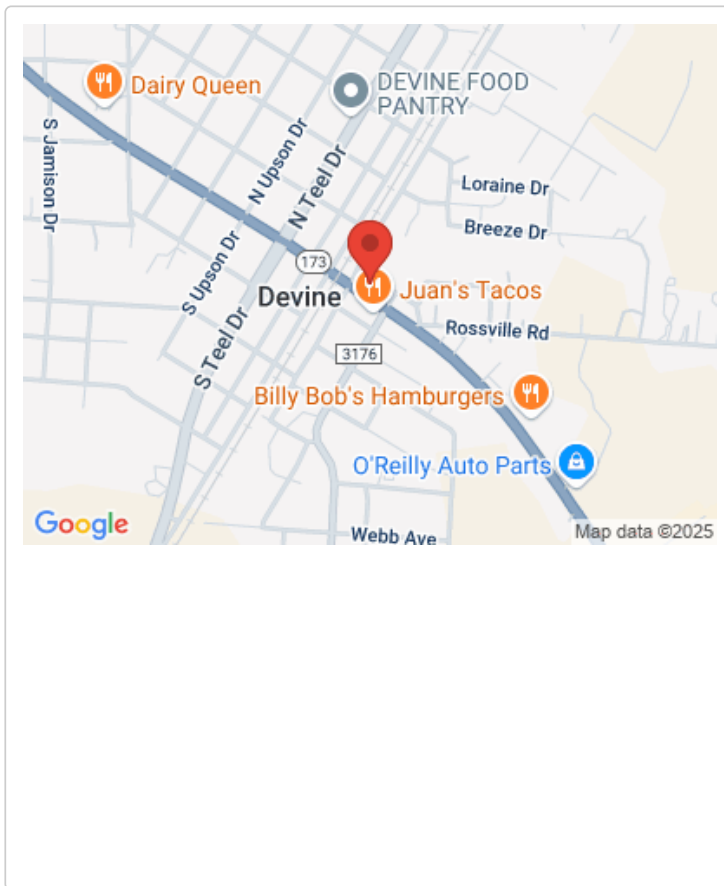 Dairy Queen
DEVINE FOOD
PANTRY
S Jamison Dr
N Upson Dr
N Teel Dr
Loraine Dr
Breeze Dr
S Upson Dr
173
Devine
Juan's Tacos
S Teel Dr
3176
Rossville Rd
Billy Bob's Hamburgers
O'Reilly Auto Parts
Google
Webb Ave
Map data ©2025